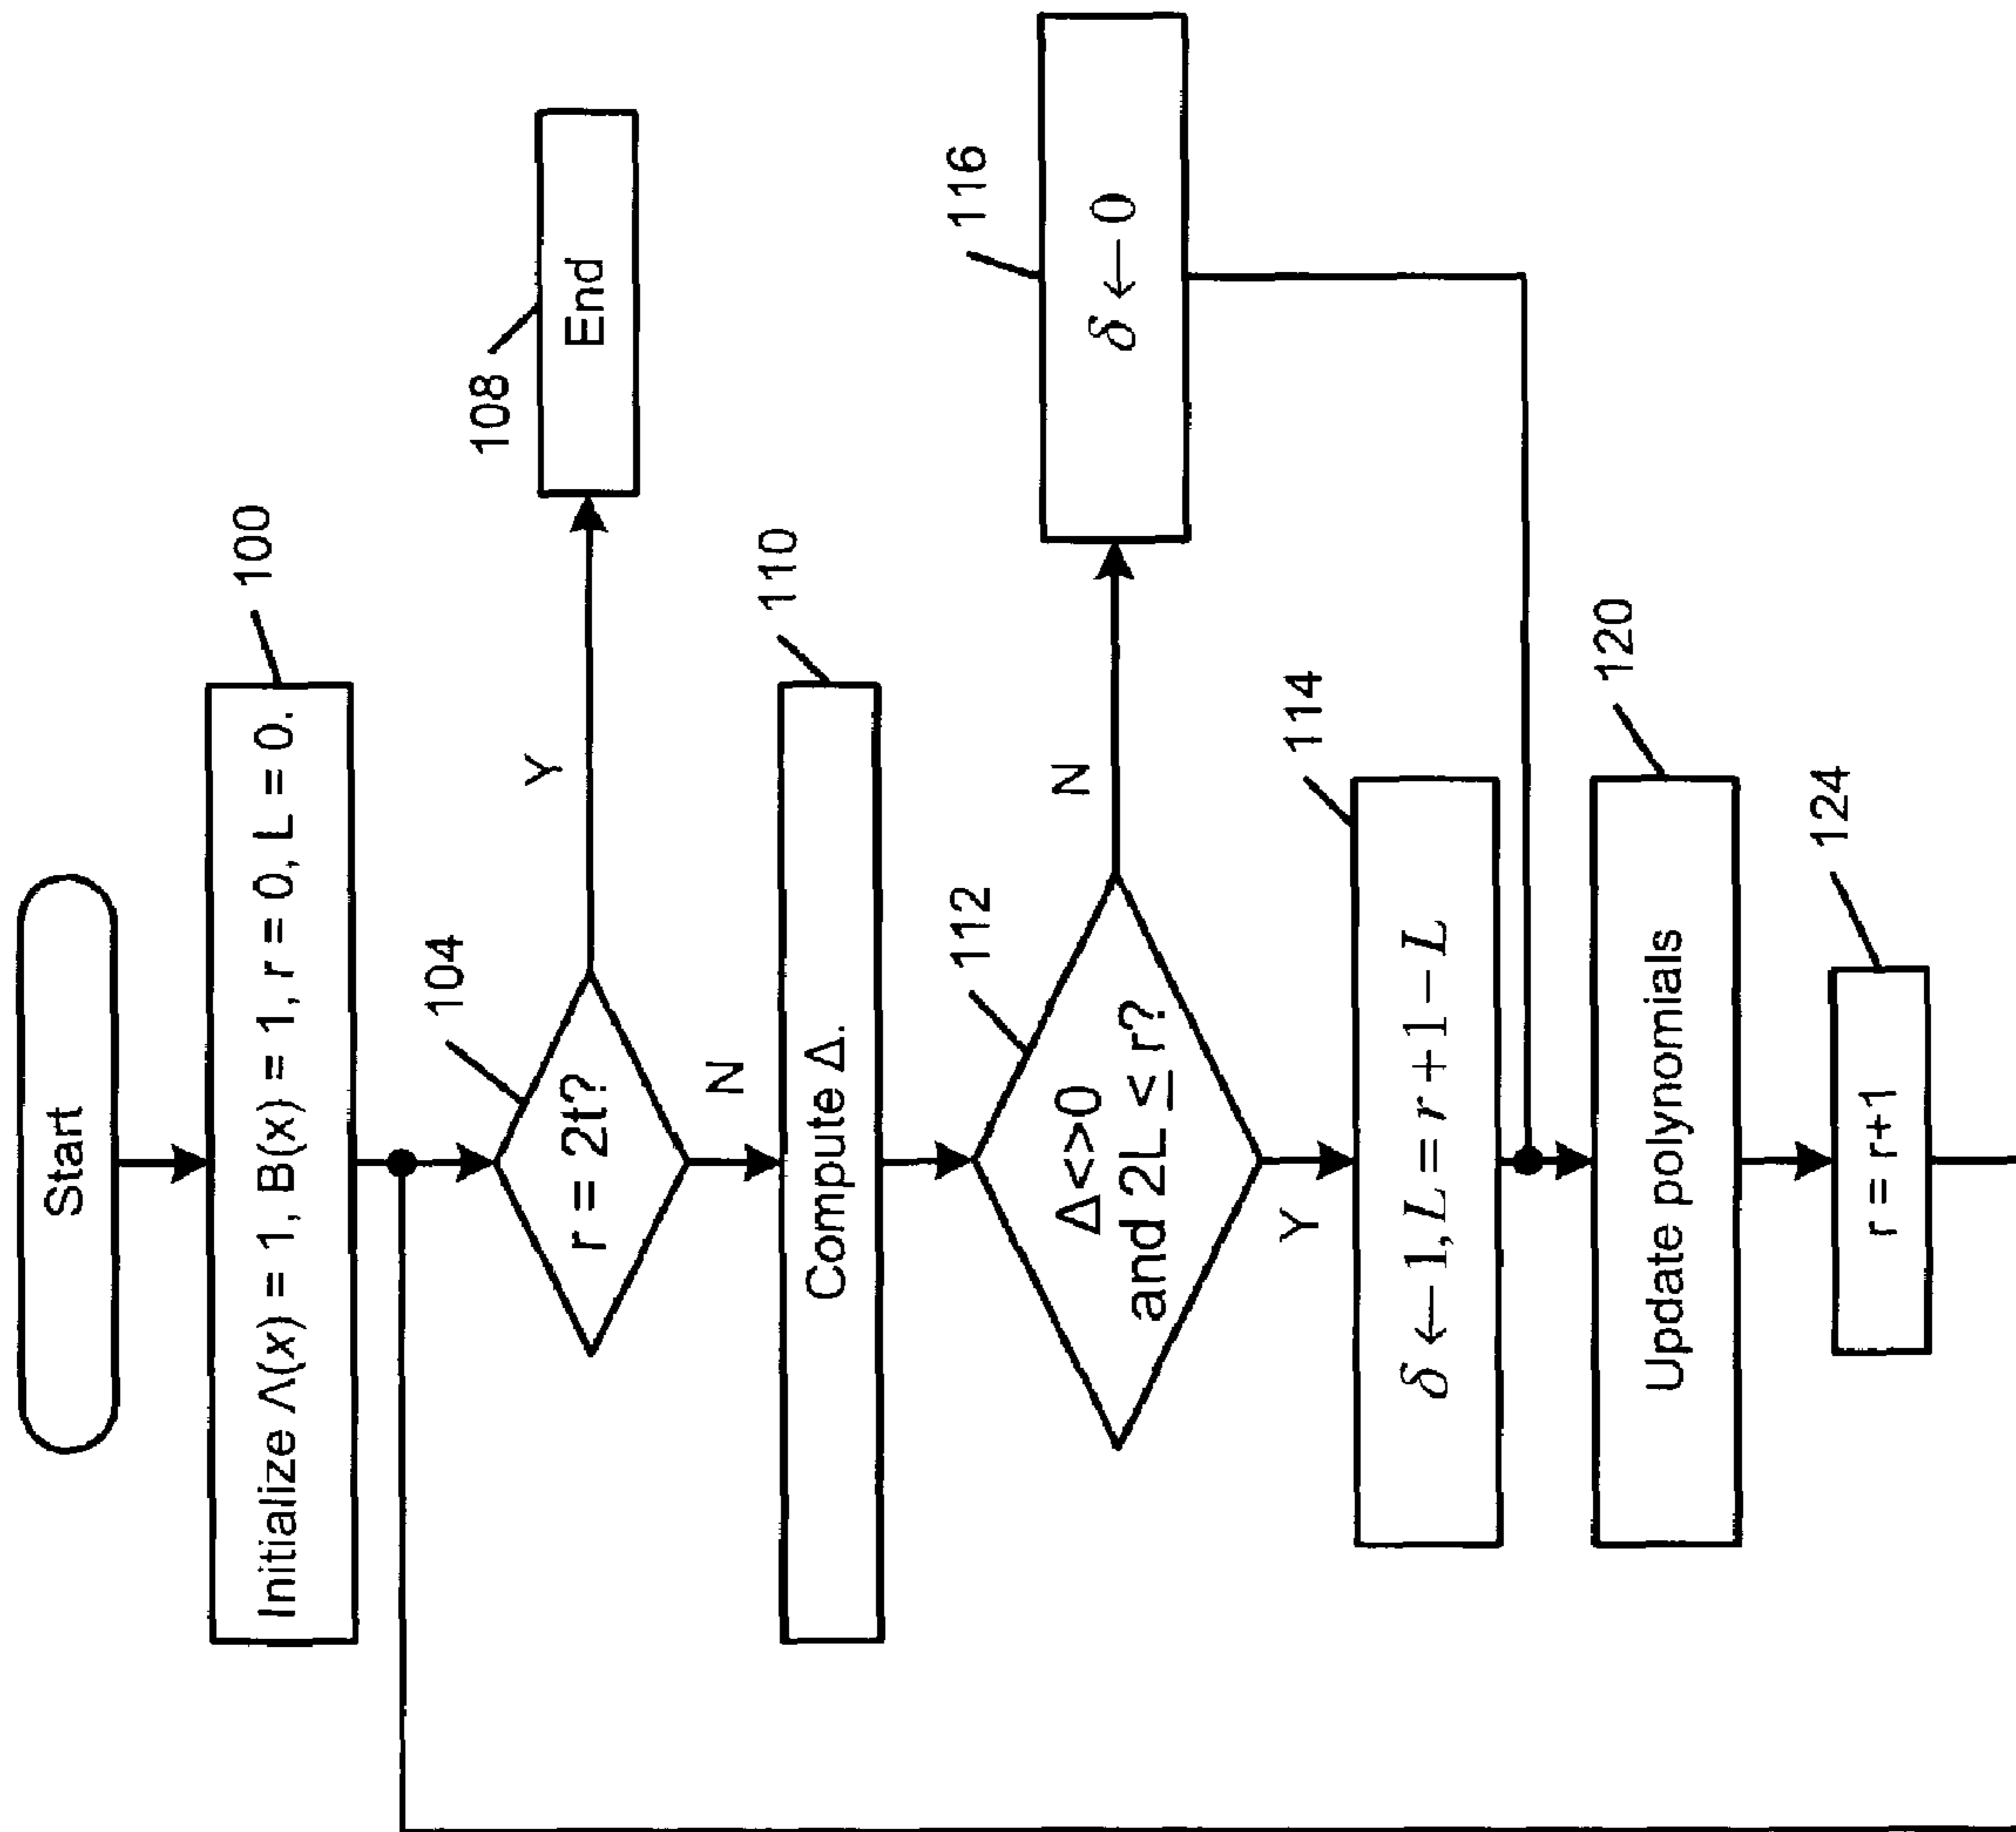 Start
100
Initialize Λ(x) = 1, B(x) = 1, r = 0, L = 0.
104
r = 2t?
Y
108
End
N
110
Compute Δ.
112
Δ<>0
and 2L ≤ r?
N
116
δ ← 0
Y
114
δ ← 1, L = r + 1 − L
120
Update polynomials
124
r = r+1